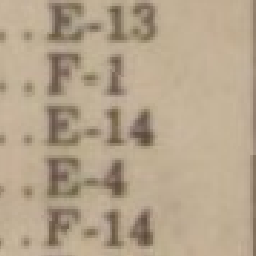 . . E-13
. . F-1
. . E-14
. . E-4
. . F-14